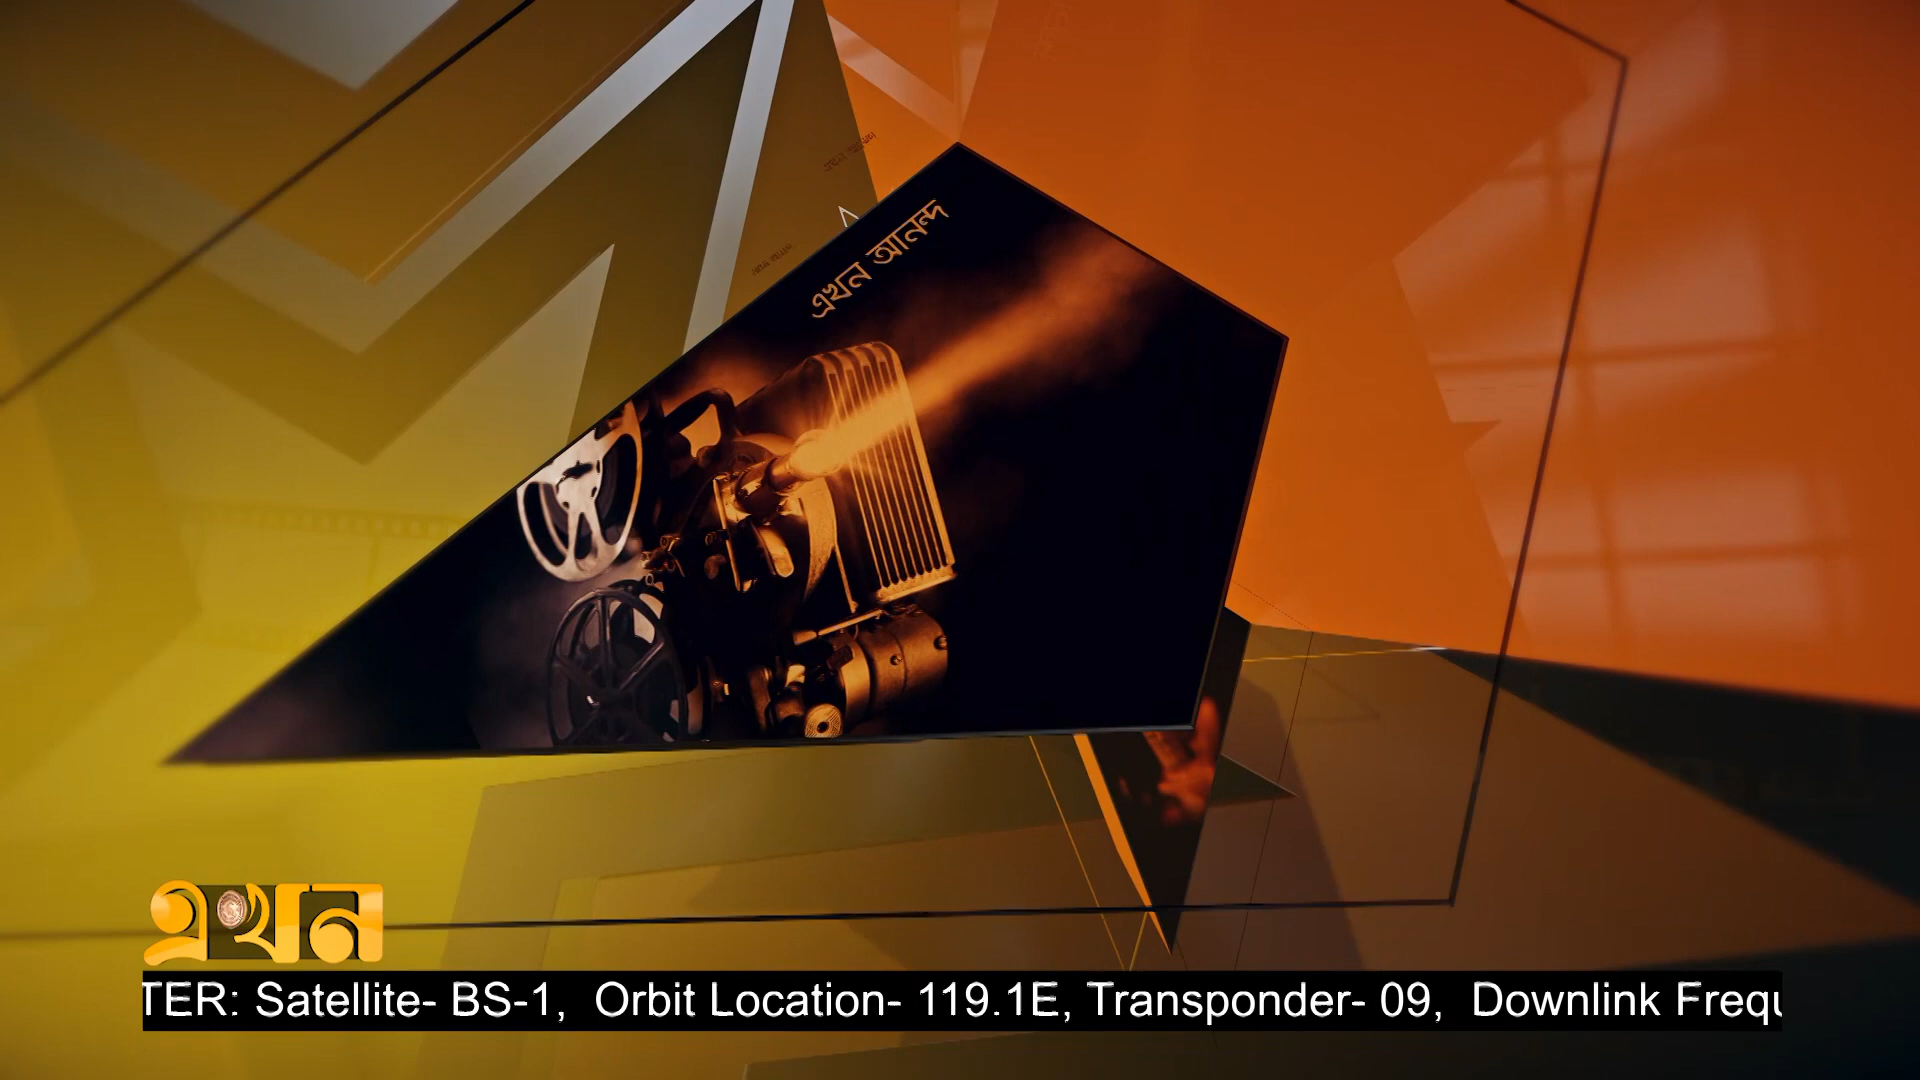 এখন আনন্দ
এখন
TER: Satellite- BS-1, Orbit Location- 119.1E, Transponder- 09, Downlink Frequ